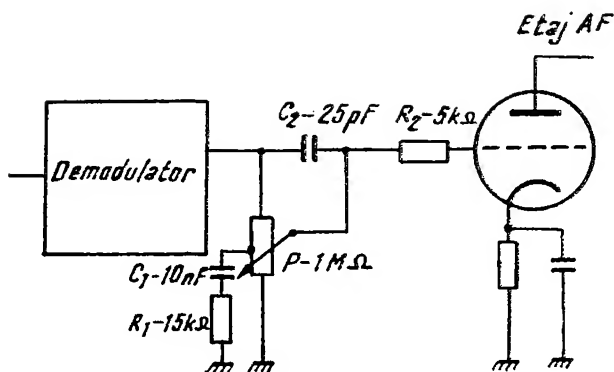 Etaj AF
C₂-25pF
R₂-5kΩ
Demodulator
P-1MΩ
C₁-10nF
R₁-15kΩ